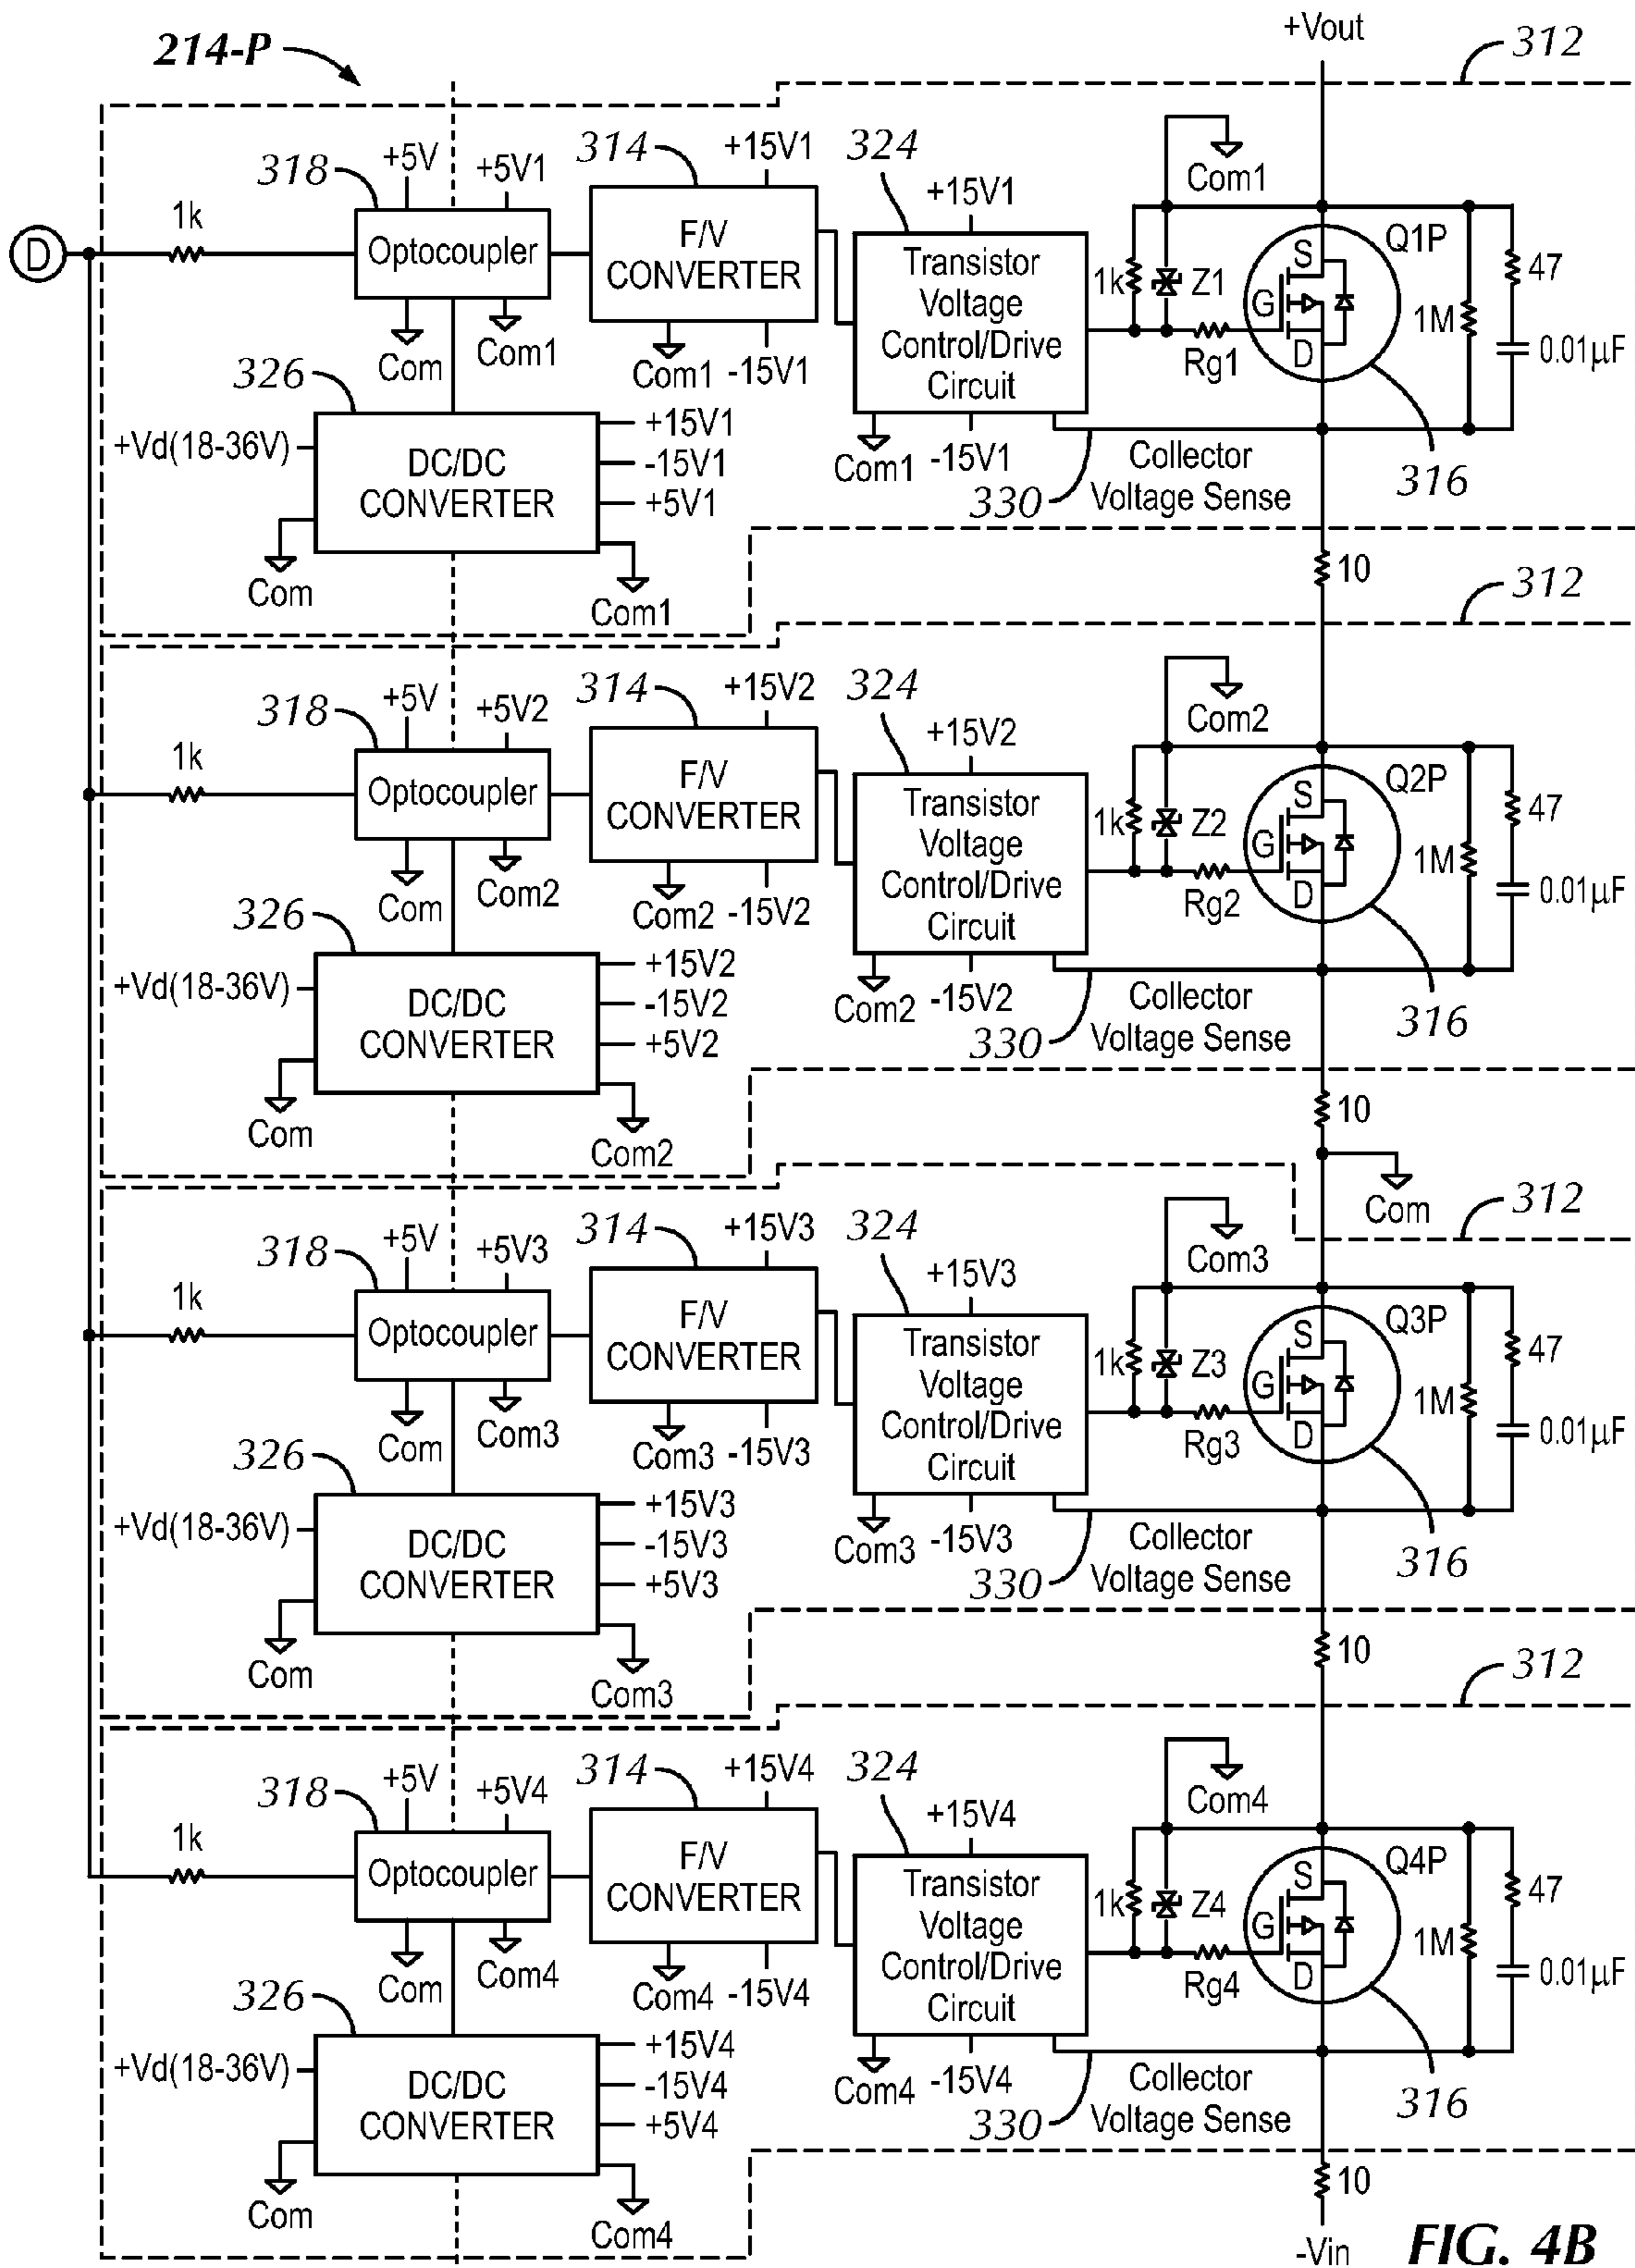 +Vout
214-P
312
318
+5V
+5V1
314
+15V1
324
+15V1
Com1
D
1k
Optocoupler
F/V
CONVERTER
Transistor
Voltage
Control/Drive
Circuit
1k
Z1
Rg1
Q1P
S
G
D
1M
47
0.01µF
Com
Com1
Com1
-15V1
326
+Vd(18-36V)
DC/DC
CONVERTER
+15V1
-15V1
+5V1
Com
Com1
Com1
-15V1
330
Collector
Voltage Sense
316
10
312
318
+5V
+5V2
314
+15V2
324
+15V2
Com2
1k
Optocoupler
F/V
CONVERTER
Transistor
Voltage
Control/Drive
Circuit
1k
Z2
Rg2
Q2P
S
G
D
1M
47
0.01µF
Com
Com2
Com2
-15V2
326
+Vd(18-36V)
DC/DC
CONVERTER
+15V2
-15V2
+5V2
Com
Com2
Com2
-15V2
330
Collector
Voltage Sense
316
10
Com
312
318
+5V
+5V3
314
+15V3
324
+15V3
Com3
1k
Optocoupler
F/V
CONVERTER
Transistor
Voltage
Control/Drive
Circuit
1k
Z3
Rg3
Q3P
S
G
D
1M
47
0.01µF
Com
Com3
Com3
-15V3
326
+Vd(18-36V)
DC/DC
CONVERTER
+15V3
-15V3
+5V3
Com
Com3
Com3
-15V3
330
Collector
Voltage Sense
316
10
312
318
+5V
+5V4
314
+15V4
324
+15V4
Com4
1k
Optocoupler
F/V
CONVERTER
Transistor
Voltage
Control/Drive
Circuit
1k
Z4
Rg4
Q4P
S
G
D
1M
47
0.01µF
Com
Com4
Com4
-15V4
326
+Vd(18-36V)
DC/DC
CONVERTER
+15V4
-15V4
+5V4
Com
Com4
Com4
-15V4
330
Collector
Voltage Sense
316
10
-Vin
FIG. 4B